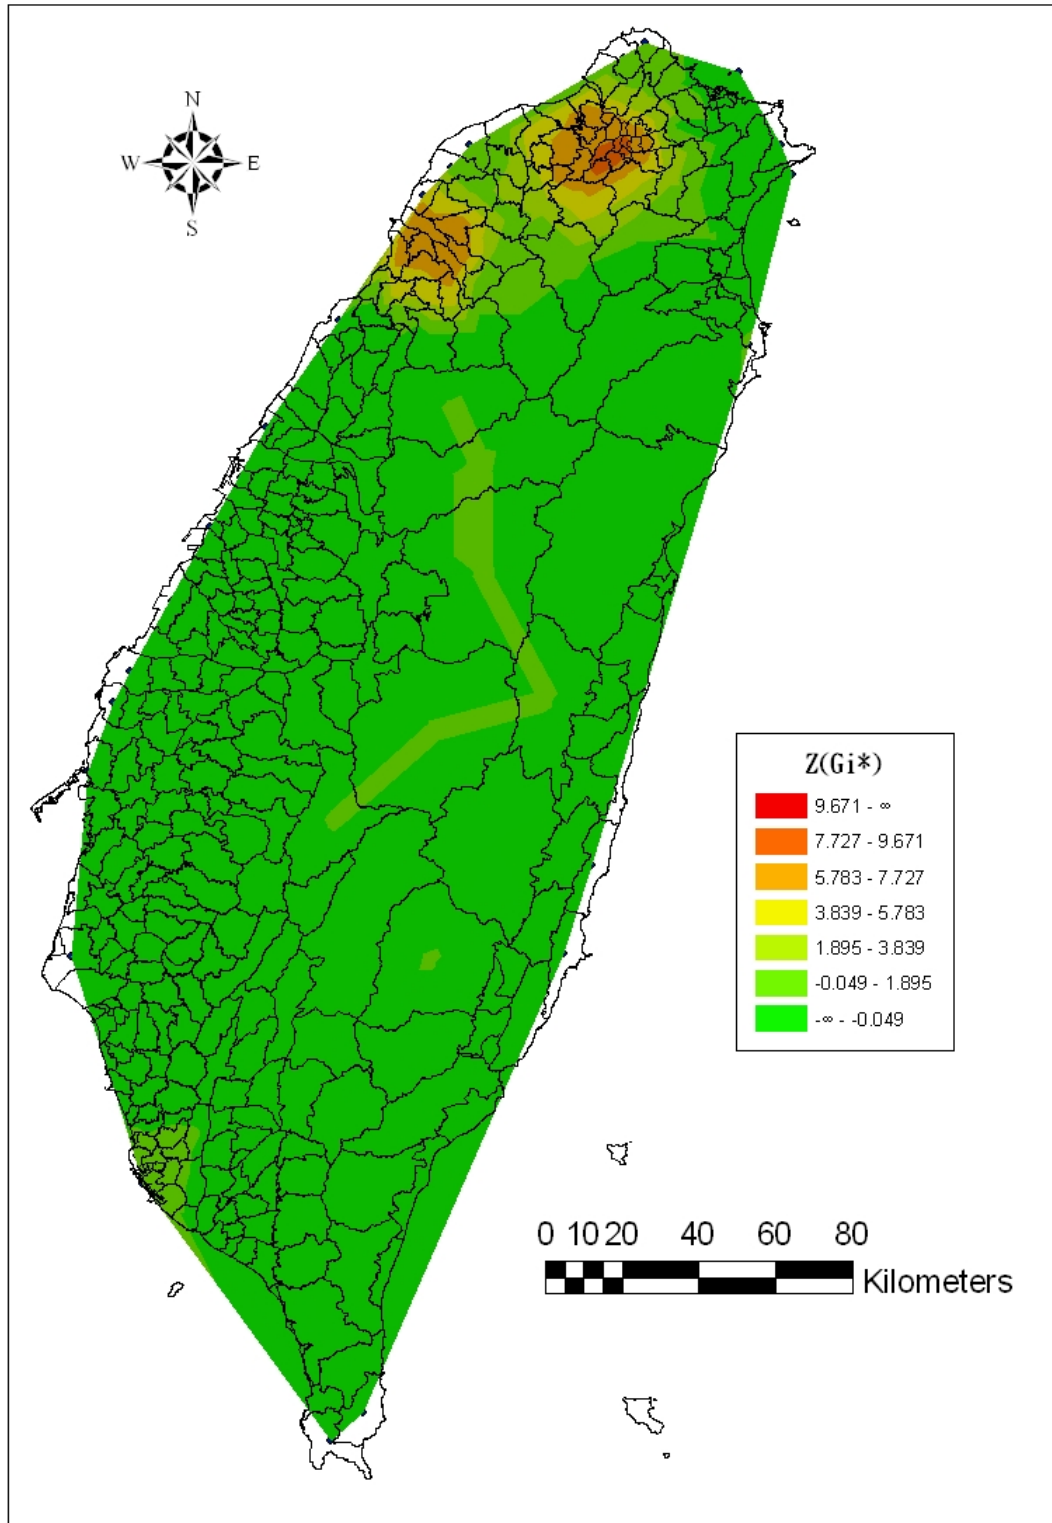 N
W E
S
Z(Gi*)
9.671 - ∞
7.727 - 9.671
5.783 - 7.727
3.839 - 5.783
1.895 - 3.839
-0.049 - 1.895
-∞ - -0.049
0 10 20 40 60 80
Kilometers